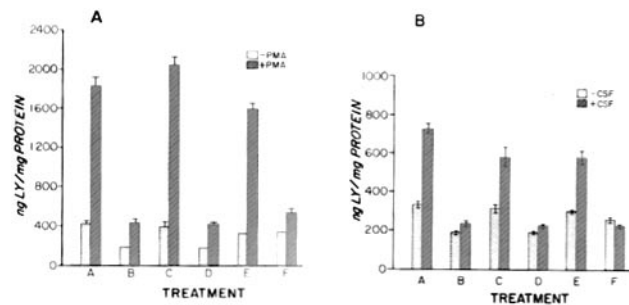 A
-PMA
+PMA
2400
2000
1600
1200
800
400
0
ng LY/mg PROTEIN
A B C D E F
TREATMENT
B
-CSF
+CSF
1000
800
600
400
200
0
ng LY/mg PROTEIN
A B C D E F
TREATMENT